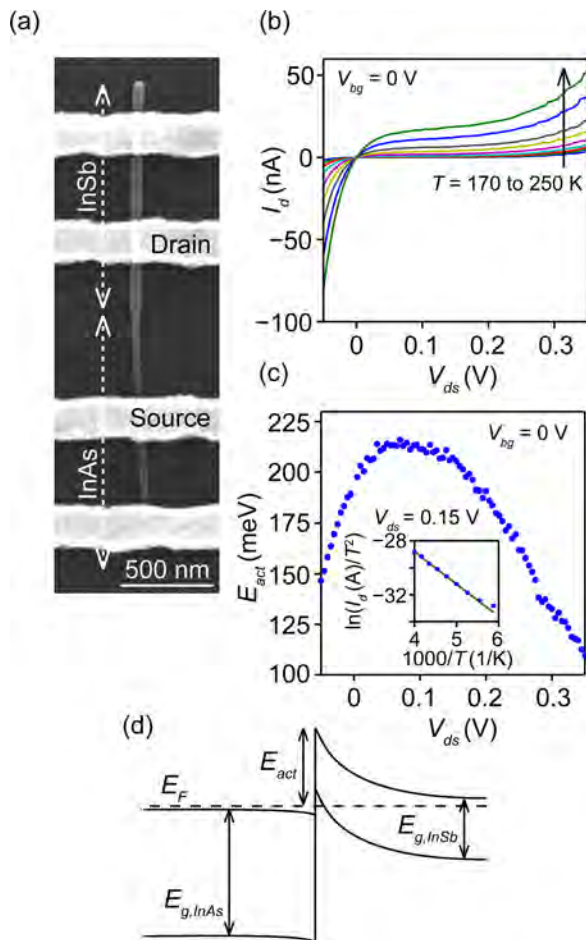 (a)
InSb
Drain
Source
InAs
500 nm
(b)
V_bg = 0 V
50
0
−50
−100
I_d (nA)
T = 170 to 250 K
0
0.1
0.2
0.3
V_ds (V)
(c)
V_bg = 0 V
225
200
175
150
125
100
E_act (meV)
V_ds = 0.15 V
−28
−32
ln(I_d(A)/T²)
4
5
6
1000/T (1/K)
0
0.1
0.2
0.3
V_ds (V)
(d)
E_act
E_F
E_g,InSb
E_g,InAs